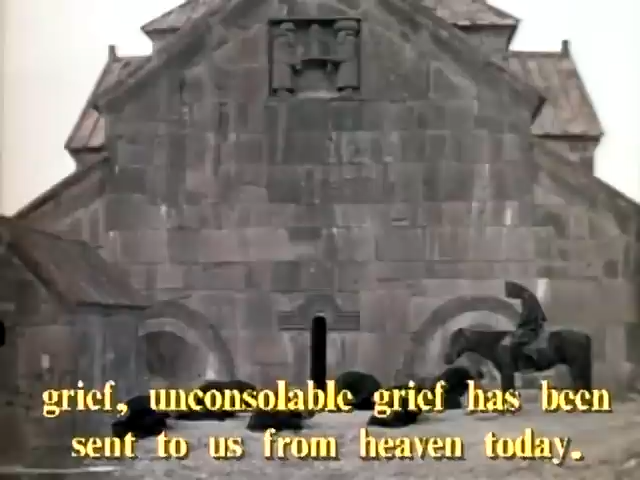 grief, unconsolable grief has been
sent to us from heaven today.